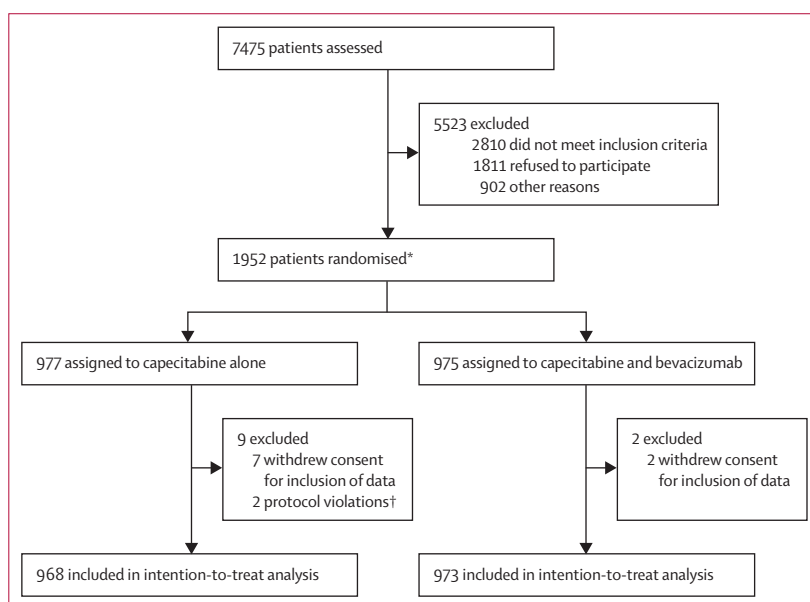 7475 patients assessed
5523 excluded
2810 did not meet inclusion criteria
1811 refused to participate
902 other reasons
1952 patients randomised*
977 assigned to capecitabine alone
975 assigned to capecitabine and bevacizumab
9 excluded
7 withdrew consent
for inclusion of data
2 protocol violations†
2 excluded
2 withdrew consent
for inclusion of data
968 included in intention-to-treat analysis
973 included in intention-to-treat analysis